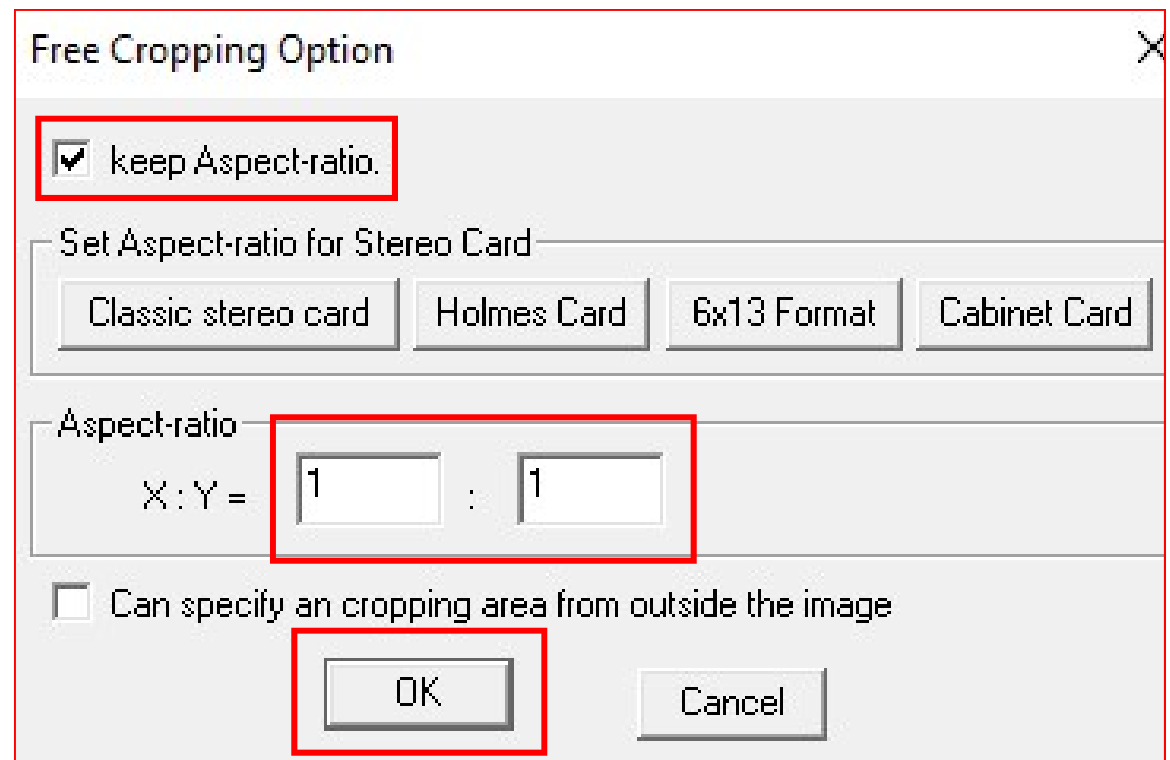 Free Cropping Option
keep Aspect-ratio.
Set Aspect-ratio for Stereo Card
Classic stereo card Holmes Card 6x13 Format Cabinet Card
Aspect-ratio
X : Y = 1 : 1
Can specify an cropping area from outside the image
OK Cancel